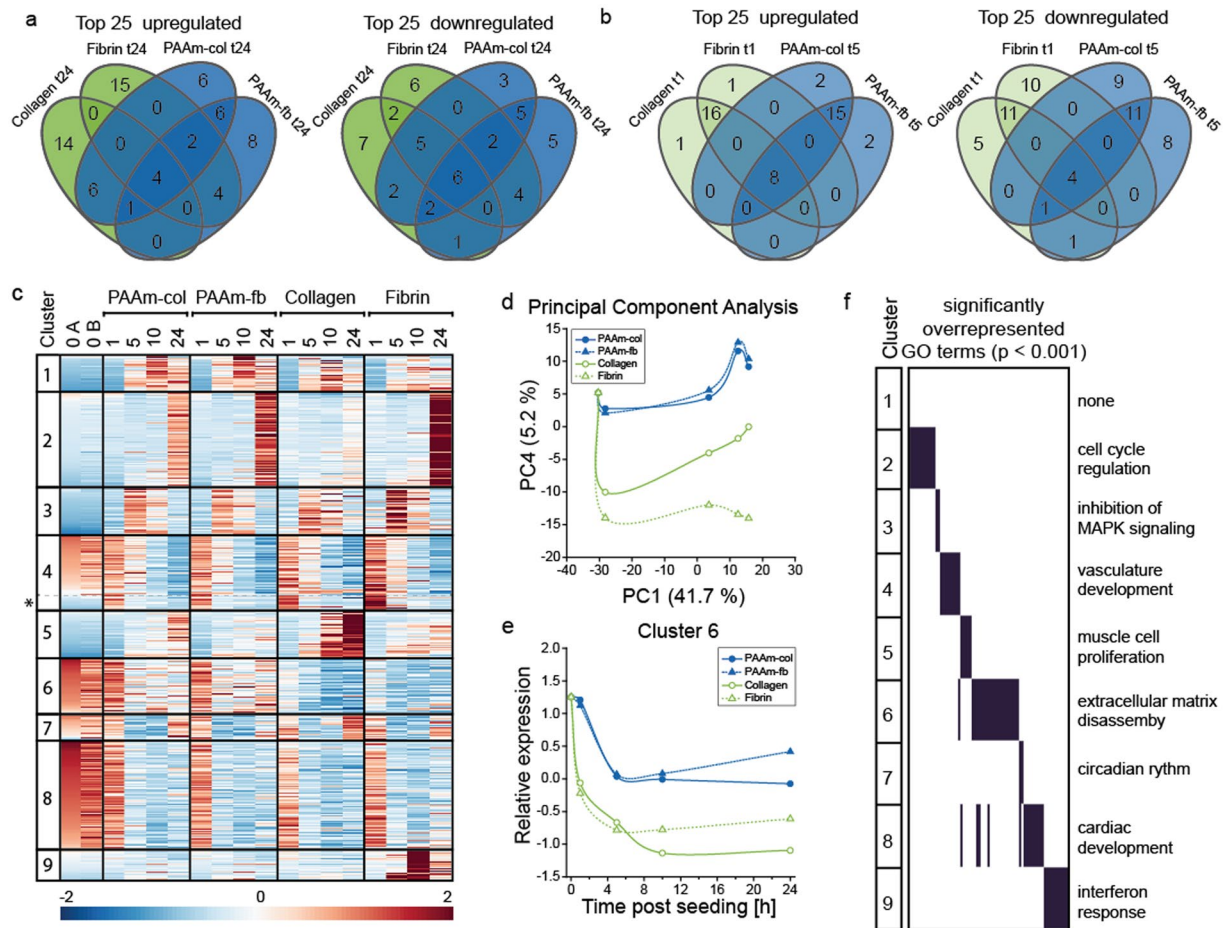 a
Top 25 upregulated
Fibrin t24
PAAm-col t24
Collagen t24
PAAm-fb t24
15
6
0
0
6
14
0
2
8
4
6
4
1
0
0
Top 25 downregulated
Fibrin t24
PAAm-col t24
Collagen t24
PAAm-fb t24
6
3
0
2
5
7
5
2
5
6
2
4
2
0
1
b
Top 25 upregulated
Fibrin t1
PAAm-col t5
Collagen t1
PAAm-fb t5
1
2
0
16
15
1
0
0
2
8
0
0
0
0
0
Top 25 downregulated
Fibrin t1
PAAm-col t5
Collagen t1
PAAm-fb t5
10
9
0
11
11
5
0
0
8
4
0
0
1
0
1
c
PAAm-col PAAm-fb Collagen Fibrin
Cluster 0 A 0 B 1 5 10 24 1 5 10 24 1 5 10 24 1 5 10 24
1
2
3
4
*
5
6
7
8
9
-2 0 2
d
Principal Component Analysis
PAAm-col
PAAm-fb
Collagen
Fibrin
PC4 (5.2 %)
20
15
10
5
0
-5
-10
-15
-20
-40 -30 -20 -10 0 10 20 30
PC1 (41.7 %)
e
Cluster 6
PAAm-col
PAAm-fb
Collagen
Fibrin
Relative expression
2.0
1.5
1.0
0.5
0.0
-0.5
-1.0
-1.5
0 4 8 12 16 20 24
Time post seeding [h]
f
significantly
overrepresented
GO terms (p < 0.001)
Cluster
1 none
2 cell cycle
regulation
3 inhibition of
MAPK signaling
4 vasculature
development
5 muscle cell
proliferation
6 extracellular matrix
disassemby
7 circadian rythm
8 cardiac
development
9 interferon
response